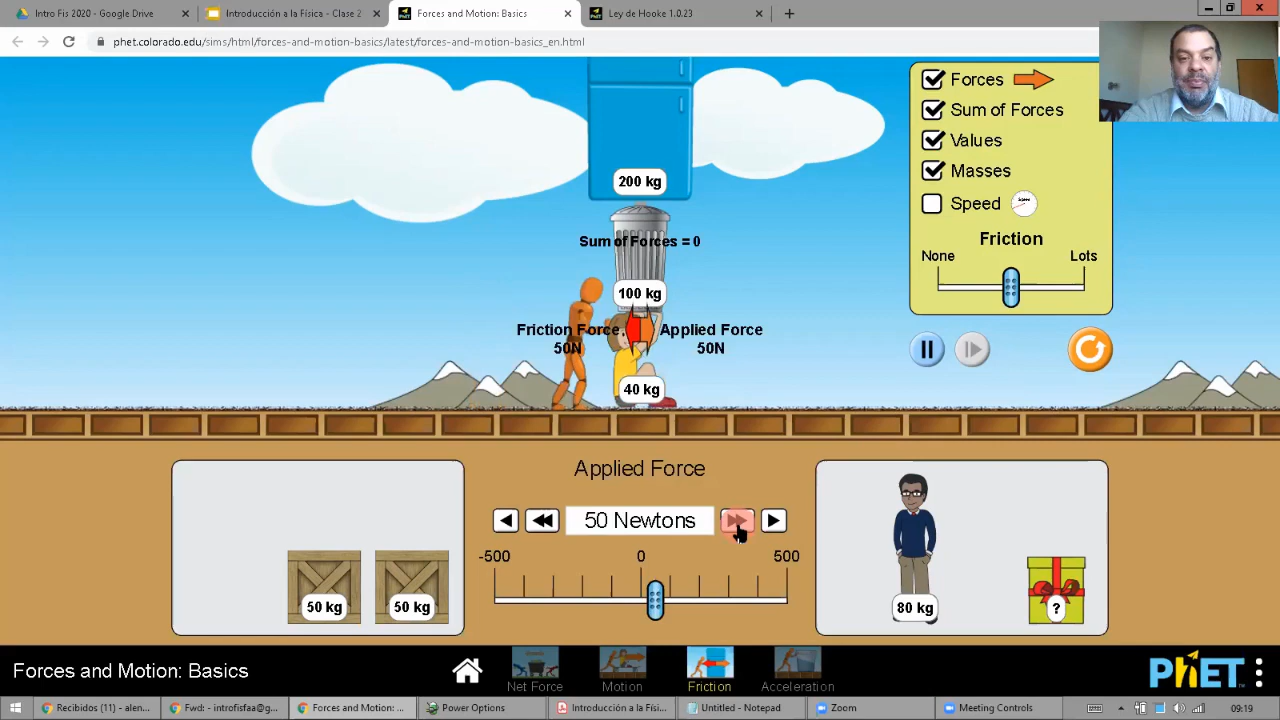 Intro Fis 2020 - Google
Introducción a la Física - Clase 2
Forces and Motion: Basics
Ley de Hooke 1.0.23
phet.colorado.edu/sims/html/forces-and-motion-basics/latest/forces-and-motion-basics_en.html
Forces
Sum of Forces
Values
Masses
Speed
Friction
None
Lots
200 kg
Sum of Forces = 0
100 kg
Friction Force
50N
Applied Force
50N
40 kg
Applied Force
50 Newtons
-500
0
500
50 kg
50 kg
80 kg
?
Forces and Motion: Basics
Net Force
Motion
Friction
Acceleration
PhET
Recibidos (11) - jen...
Fwd: - introfisfaa@g...
Forces and Motion: ...
Power Options
Introducción a la Físi...
Untitled - Notepad
Zoom
Meeting Controls
09:19